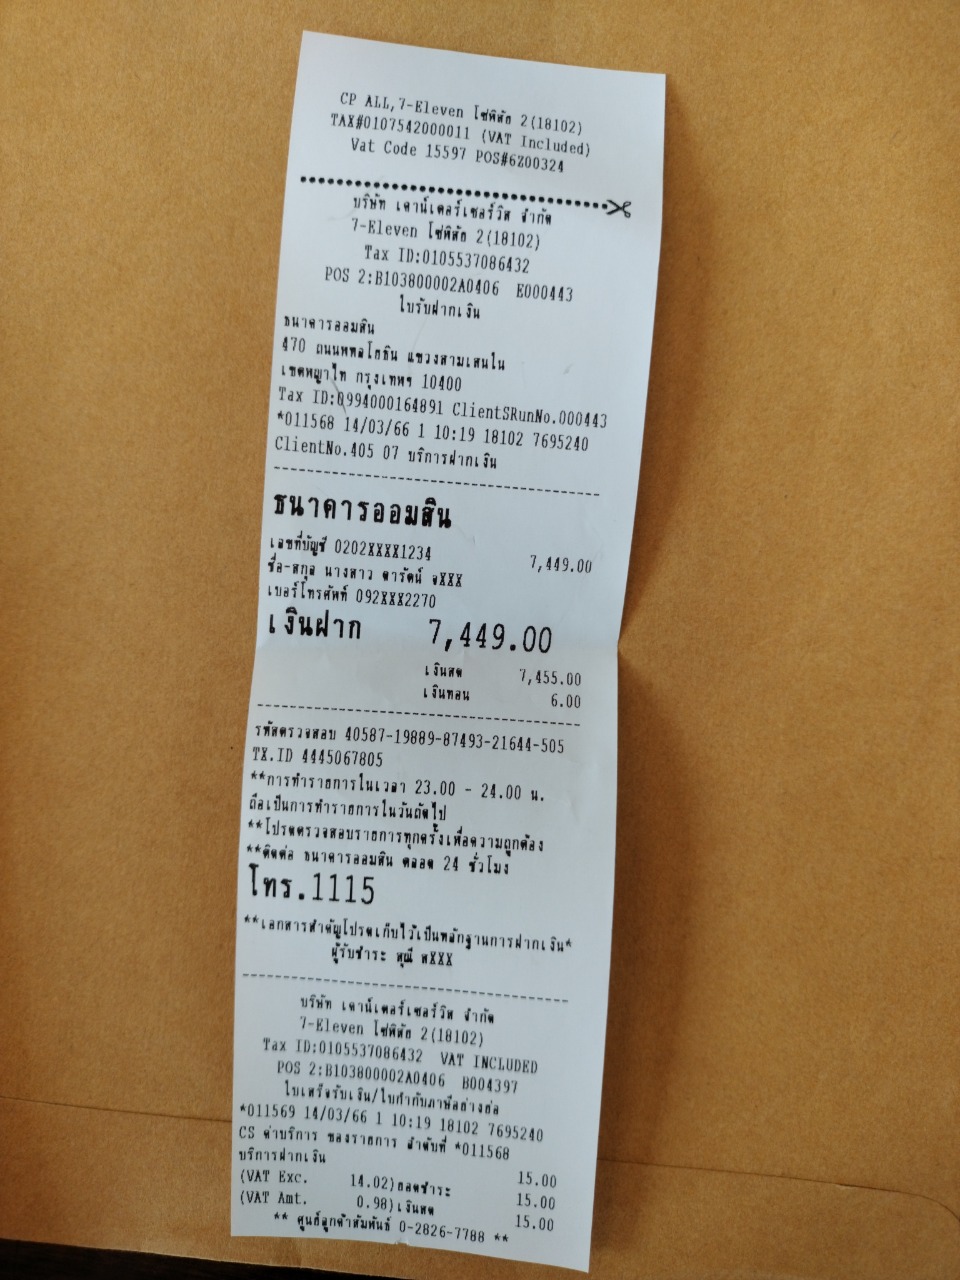 CP ALL,7-Eleven โซ่พิสัย 2(18102)
TAX#0107542000011 (VAT Included)
Vat Code 15597 POS#6Z00324
บริษัท เคาน์เตอร์เซอร์วิส จำกัด
7-Eleven โซ่พิสัย 2(18102)
Tax ID:0105537086432
POS 2:B103800002A0406 E000443
ใบรับฝากเงิน
ธนาคารออมสิน
470 ถนนพหลโยธิน แขวงสามเสนใน
เขตพญาไท กรุงเทพฯ 10400
Tax ID:0994000164891 ClientSRunNo.000443
*011568 14/03/66 1 10:19 18102 7695240
ClientNo.405 07 บริการฝากเงิน
ธนาคารออมสิน
เลขที่บัญชี 0202XXXX1234 7,449.00
ชื่อ-สกุล นางสาว ดารัตน์ จXXX
เบอร์โทรศัพท์ 092XXX2270
เงินฝาก 7,449.00
เงินสด 7,455.00
เงินทอน 6.00
รหัสตรวจสอบ 40587-19889-87493-21644-505
TX.ID 4445067805
**การทำรายการในเวลา 23.00 - 24.00 น.
ถือเป็นการทำรายการในวันถัดไป
**โปรดตรวจสอบรายการทุกครั้งเพื่อความถูกต้อง
**ติดต่อ ธนาคารออมสิน ตลอด 24 ชั่วโมง
โทร.1115
**เอกสารสำคัญโปรดเก็บไว้เป็นหลักฐานการฝากเงิน*
ผู้รับชำระ สุณี สXXX
บริษัท เคาน์เตอร์เซอร์วิส จำกัด
7-Eleven โซ่พิสัย 2(18102)
Tax ID:0105537086432 VAT INCLUDED
POS 2:B103800002A0406 B004397
ใบเสร็จรับเงิน/ใบกำกับภาษีอย่างย่อ
*011569 14/03/66 1 10:19 18102 7695240
CS ค่าบริการ ของรายการ ลำดับที่ *011568
บริการฝากเงิน 15.00
(VAT Exc. 14.02)ยอดชำระ 15.00
(VAT Amt. 0.98)เงินสด 15.00
** ศูนย์ลูกค้าสัมพันธ์ 0-2826-7788 **